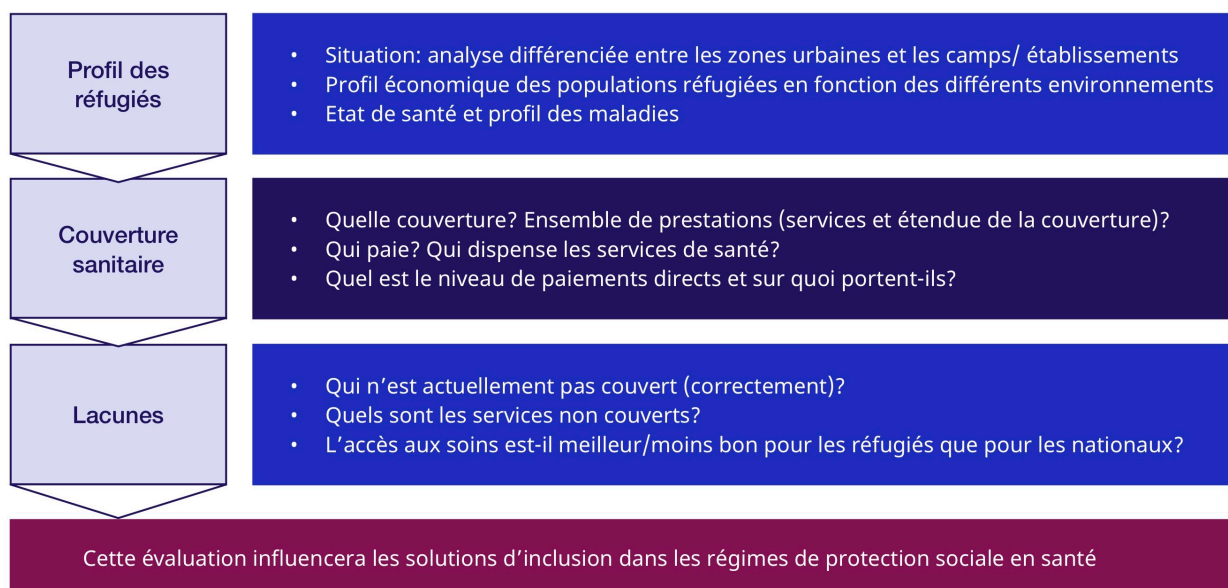 Profil des
réfugiés
• Situation: analyse différenciée entre les zones urbaines et les camps/ établissements
• Profil économique des populations réfugiées en fonction des différents environnements
• Etat de santé et profil des maladies
Couverture
sanitaire
• Quelle couverture? Ensemble de prestations (services et étendue de la couverture)?
• Qui paie? Qui dispense les services de santé?
• Quel est le niveau de paiements directs et sur quoi portent-ils?
Lacunes
• Qui n’est actuellement pas couvert (correctement)?
• Quels sont les services non couverts?
• L’accès aux soins est-il meilleur/moins bon pour les réfugiés que pour les nationaux?
Cette évaluation influencera les solutions d’inclusion dans les régimes de protection sociale en santé